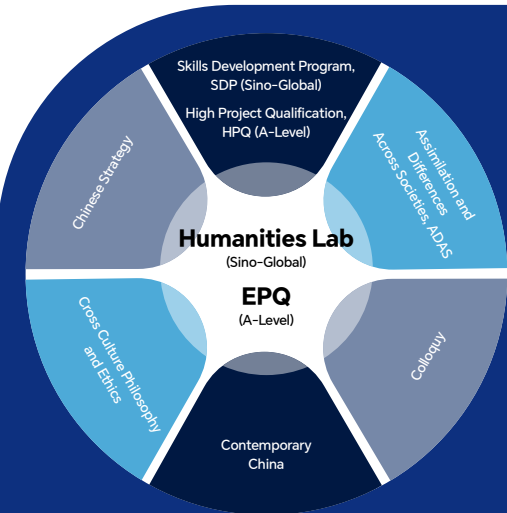 Skills Development Program,
SDP (Sino-Global)
High Project Qualification,
HPQ (A-Level)
Assimilation and
Differences
Across Societies, ADAS
Chinese Strategy
Humanities Lab
(Sino-Global)
EPQ
(A-Level)
Cross Culture Philosophy
and Ethics
Colloquy
Contemporary
China